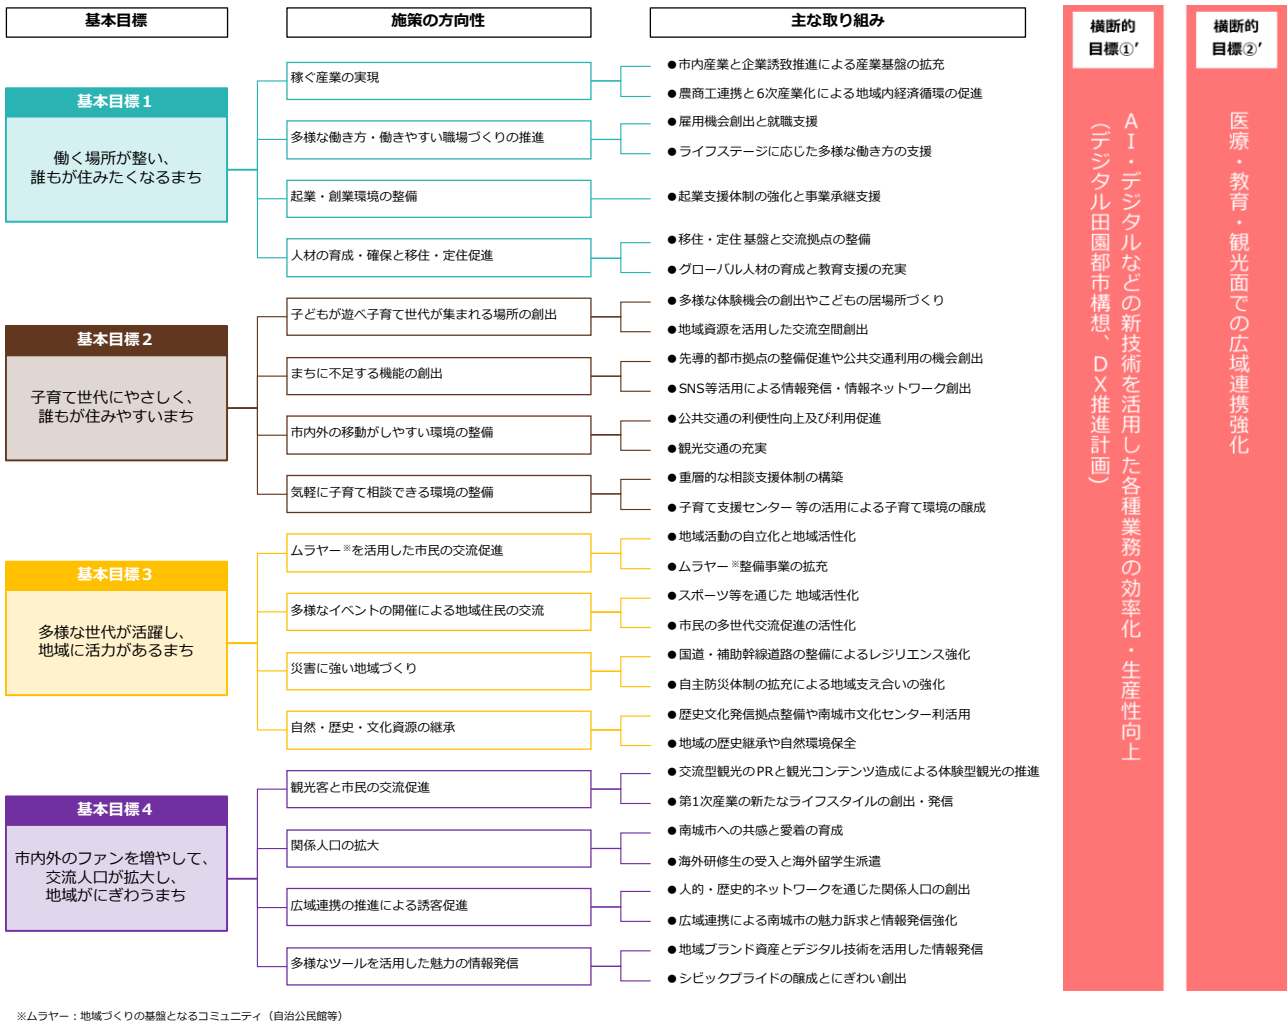 基本目標
施策の方向性
主な取り組み
基本目標１
働く場所が整い、
誰もが住みたくなるまち
稼ぐ産業の実現
●市内産業と企業誘致推進による産業基盤の拡充
●農商工連携と6次産業化による地域内経済循環の促進
多様な働き方・働きやすい職場づくりの推進
●雇用機会創出と就職支援
●ライフステージに応じた多様な働き方の支援
起業・創業環境の整備
●起業支援体制の強化と事業承継支援
人材の育成・確保と移住・定住促進
●移住・定住基盤と交流拠点の整備
●グローバル人材の育成と教育支援の充実
基本目標２
子育て世代にやさしく、
誰もが住みやすいまち
子どもが遊べ子育て世代が集まれる場所の創出
●多様な体験機会の創出やこどもの居場所づくり
●地域資源を活用した交流空間創出
まちに不足する機能の創出
●先導的都市拠点の整備促進や公共交通利用の機会創出
●SNS等活用による情報発信・情報ネットワーク創出
市内外の移動がしやすい環境の整備
●公共交通の利便性向上及び利用促進
●観光交通の充実
気軽に子育て相談できる環境の整備
●重層的な相談支援体制の構築
●子育て支援センター等の活用による子育て環境の醸成
基本目標３
多様な世代が活躍し、
地域に活力があるまち
ムラヤー※を活用した市民の交流促進
●地域活動の自立化と地域活性化
●ムラヤー※整備事業の拡充
多様なイベントの開催による地域住民の交流
●スポーツ等を通じた地域活性化
●市民の多世代交流促進の活性化
災害に強い地域づくり
●国道・補助幹線道路の整備によるレジリエンス強化
●自主防災体制の拡充による地域支え合いの強化
自然・歴史・文化資源の継承
●歴史文化発信拠点整備や南城市文化センター利活用
●地域の歴史継承や自然環境保全
基本目標４
市内外のファンを増やして、
交流人口が拡大し、
地域がにぎわうまち
観光客と市民の交流促進
●交流型観光のPRと観光コンテンツ造成による体験型観光の推進
●第1次産業の新たなライフスタイルの創出・発信
関係人口の拡大
●南城市への共感と愛着の育成
●海外研修生の受入と海外留学生派遣
広域連携の推進による誘客促進
●人的・歴史的ネットワークを通じた関係人口の創出
●広域連携による南城市の魅力訴求と情報発信強化
多様なツールを活用した魅力の情報発信
●地域ブランド資産とデジタル技術を活用した情報発信
●シビックプライドの醸成とにぎわい創出
横断的
目標①’
ＡＩ・デジタルなどの新技術を活用した各種業務の効率化・生産性向上
（デジタル田園都市構想、ＤＸ推進計画）
横断的
目標②’
医療・教育・観光面での広域連携強化
※ムラヤー：地域づくりの基盤となるコミュニティ（自治公民館等）